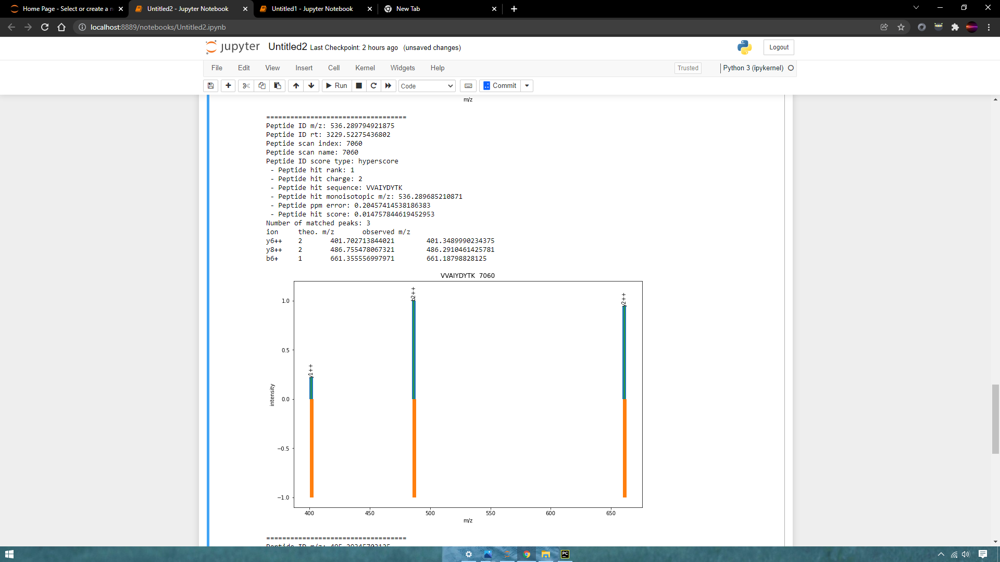 Home Page - Select or create a n
Untitled2 - Jupyter Notebook
Untitled1 - Jupyter Notebook
New Tab
localhost:8889/notebooks/Untitled2.ipynb
jupyter Untitled2 Last Checkpoint: 2 hours ago (unsaved changes)
Logout
File Edit View Insert Cell Kernel Widgets Help
Trusted
Python 3 (ipykernel)
Run
Code
Commit
m/z
===================================
Peptide ID m/z: 536.289794921875
Peptide ID rt: 3229.52275436802
Peptide scan index: 7060
Peptide scan name: 7060
Peptide ID score type: hyperscore
- Peptide hit rank: 1
- Peptide hit charge: 2
- Peptide hit sequence: VVAIYDYTK
- Peptide hit monoisotopic m/z: 536.289685210871
- Peptide ppm error: 0.20457414538186383
- Peptide hit score: 0.014757844619452953
Number of matched peaks: 3
ion theo. m/z observed m/z
y6++ 2 401.702713844021 401.3489990234375
y8++ 2 486.755478067321 486.2910461425781
b6+ 1 661.355556997971 661.18798828125
VVAIYDYTK 7060
b2++
y2++
y1++
1.0
0.5
0.0
−0.5
−1.0
intensity
400 450 500 550 600 650
m/z
===================================
Peptide ID m/z: 495.29345703125
PC